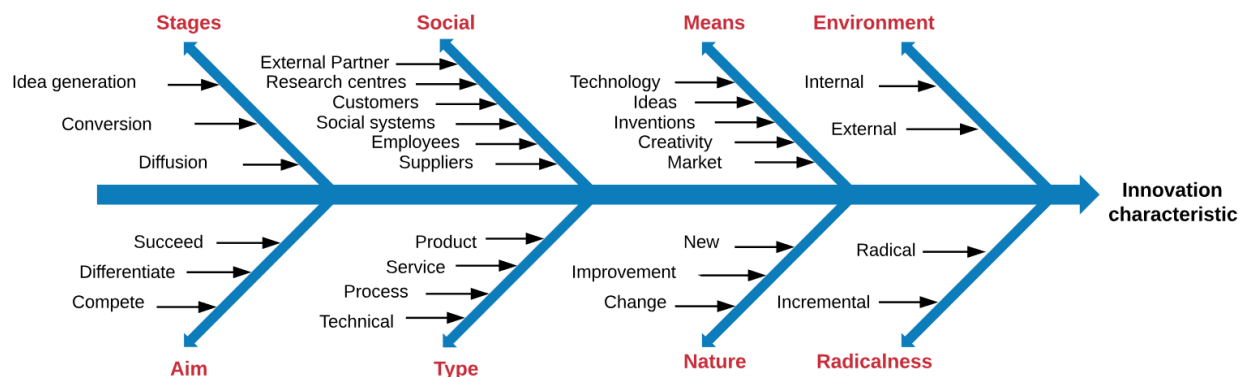 Stages
Social
Means
Environment
External Partner
Idea generation
Research centres
Technology
Internal
Customers
Ideas
Conversion
Social systems
Inventions
External
Employees
Creativity
Diffusion
Suppliers
Market
Innovation
characteristic
Succeed
Product
New
Radical
Differentiate
Service
Improvement
Compete
Process
Change
Incremental
Technical
Aim
Type
Nature
Radicalness